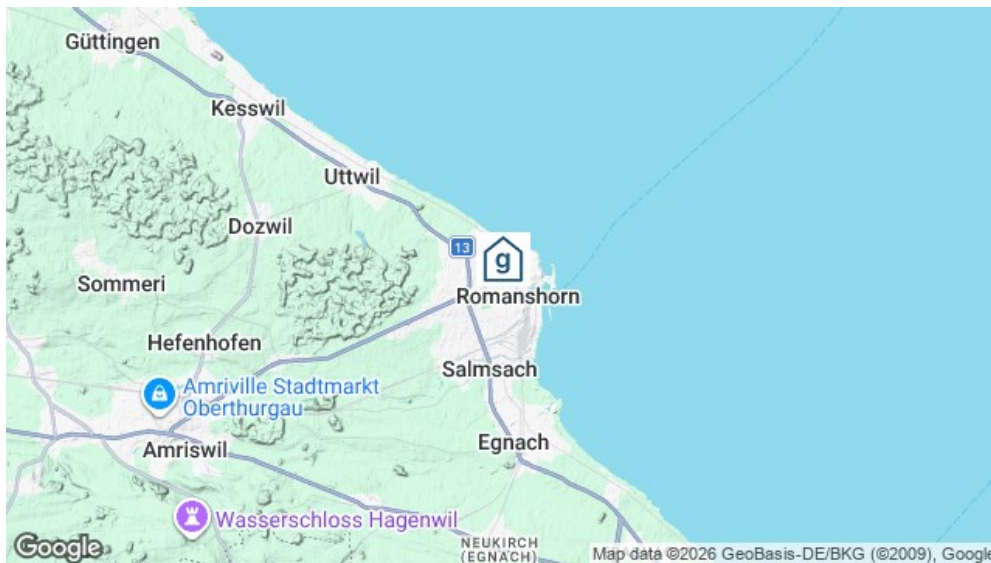 Güttingen
Kesswil
Uttwil
Dozwil
13
g
Sommeri
Romanshorn
Hefenhofen
Salmsach
Amriville Stadtmarkt
Oberthurgau
Amriswil
Egnach
Wasserschloss Hagenwil
NEUKIRCH
(EGNACH)
Google
Map data ©2026 GeoBasis-DE/BKG (©2009), Google